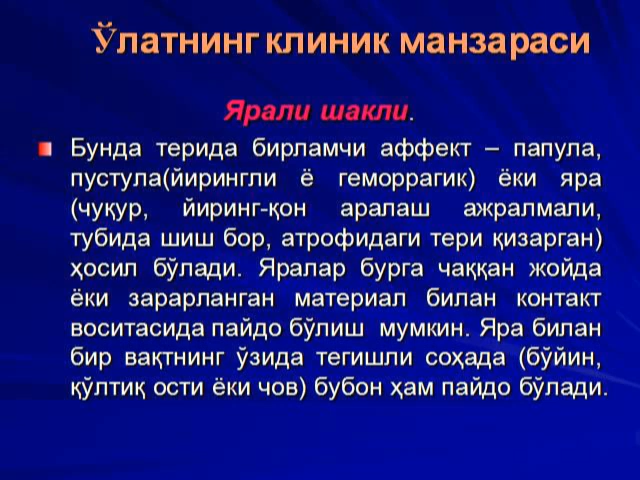 Ўлатнинг клиник манзараси
Ярали шакли.
Бунда терида бирламчи аффект – папула,
пустула(йирингли ё геморрагик) ёки яра
(чуқур, йиринг-қон аралаш ажралмали,
тубида шиш бор, атрофидаги тери қизарган)
ҳосил бўлади. Яралар бурга чаққан жойда
ёки зарарланган материал билан контакт
воситасида пайдо бўлиш мумкин. Яра билан
бир вақтнинг ўзида тегишли соҳада (бўйин,
қўлтиқ ости ёки чов) бубон ҳам пайдо бўлади.